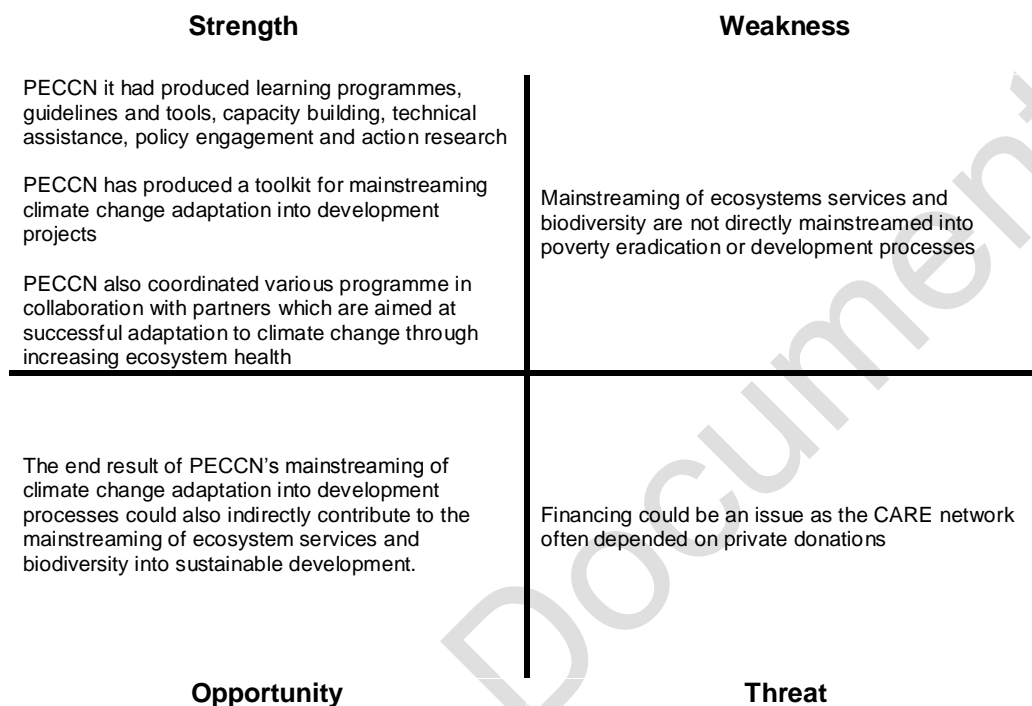 Strength
Weakness
PECCN it had produced learning programmes,
guidelines and tools, capacity building, technical
assistance, policy engagement and action research
PECCN has produced a toolkit for mainstreaming
climate change adaptation into development
projects
PECCN also coordinated various programme in
collaboration with partners which are aimed at
successful adaptation to climate change through
increasing ecosystem health
Mainstreaming of ecosystems services and
biodiversity are not directly mainstreamed into
poverty eradication or development processes
The end result of PECCN's mainstreaming of
climate change adaptation into development
processes could also indirectly contribute to the
mainstreaming of ecosystem services and
biodiversity into sustainable development.
Financing could be an issue as the CARE network
often depended on private donations
Opportunity
Threat
Document